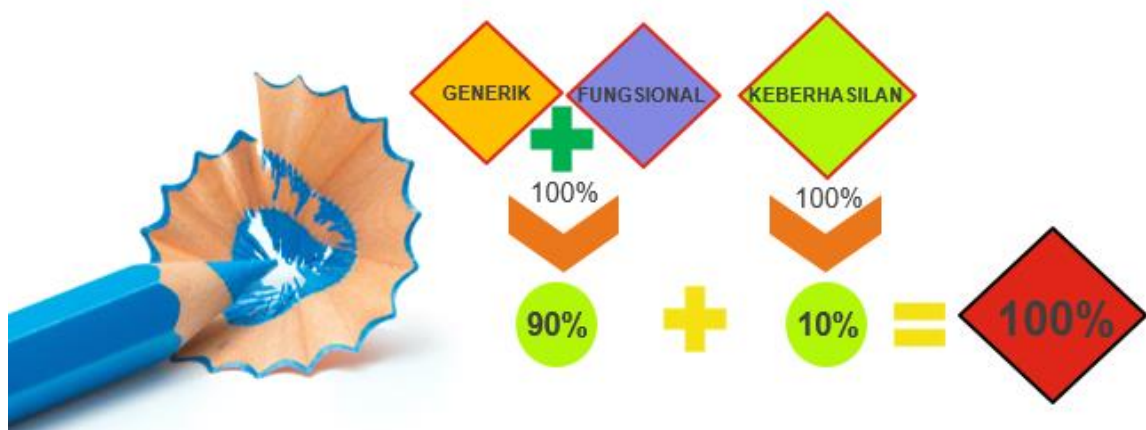 GENERIK
FUNGSIONAL
KEBERHASILAN
100%
100%
90%
10%
100%